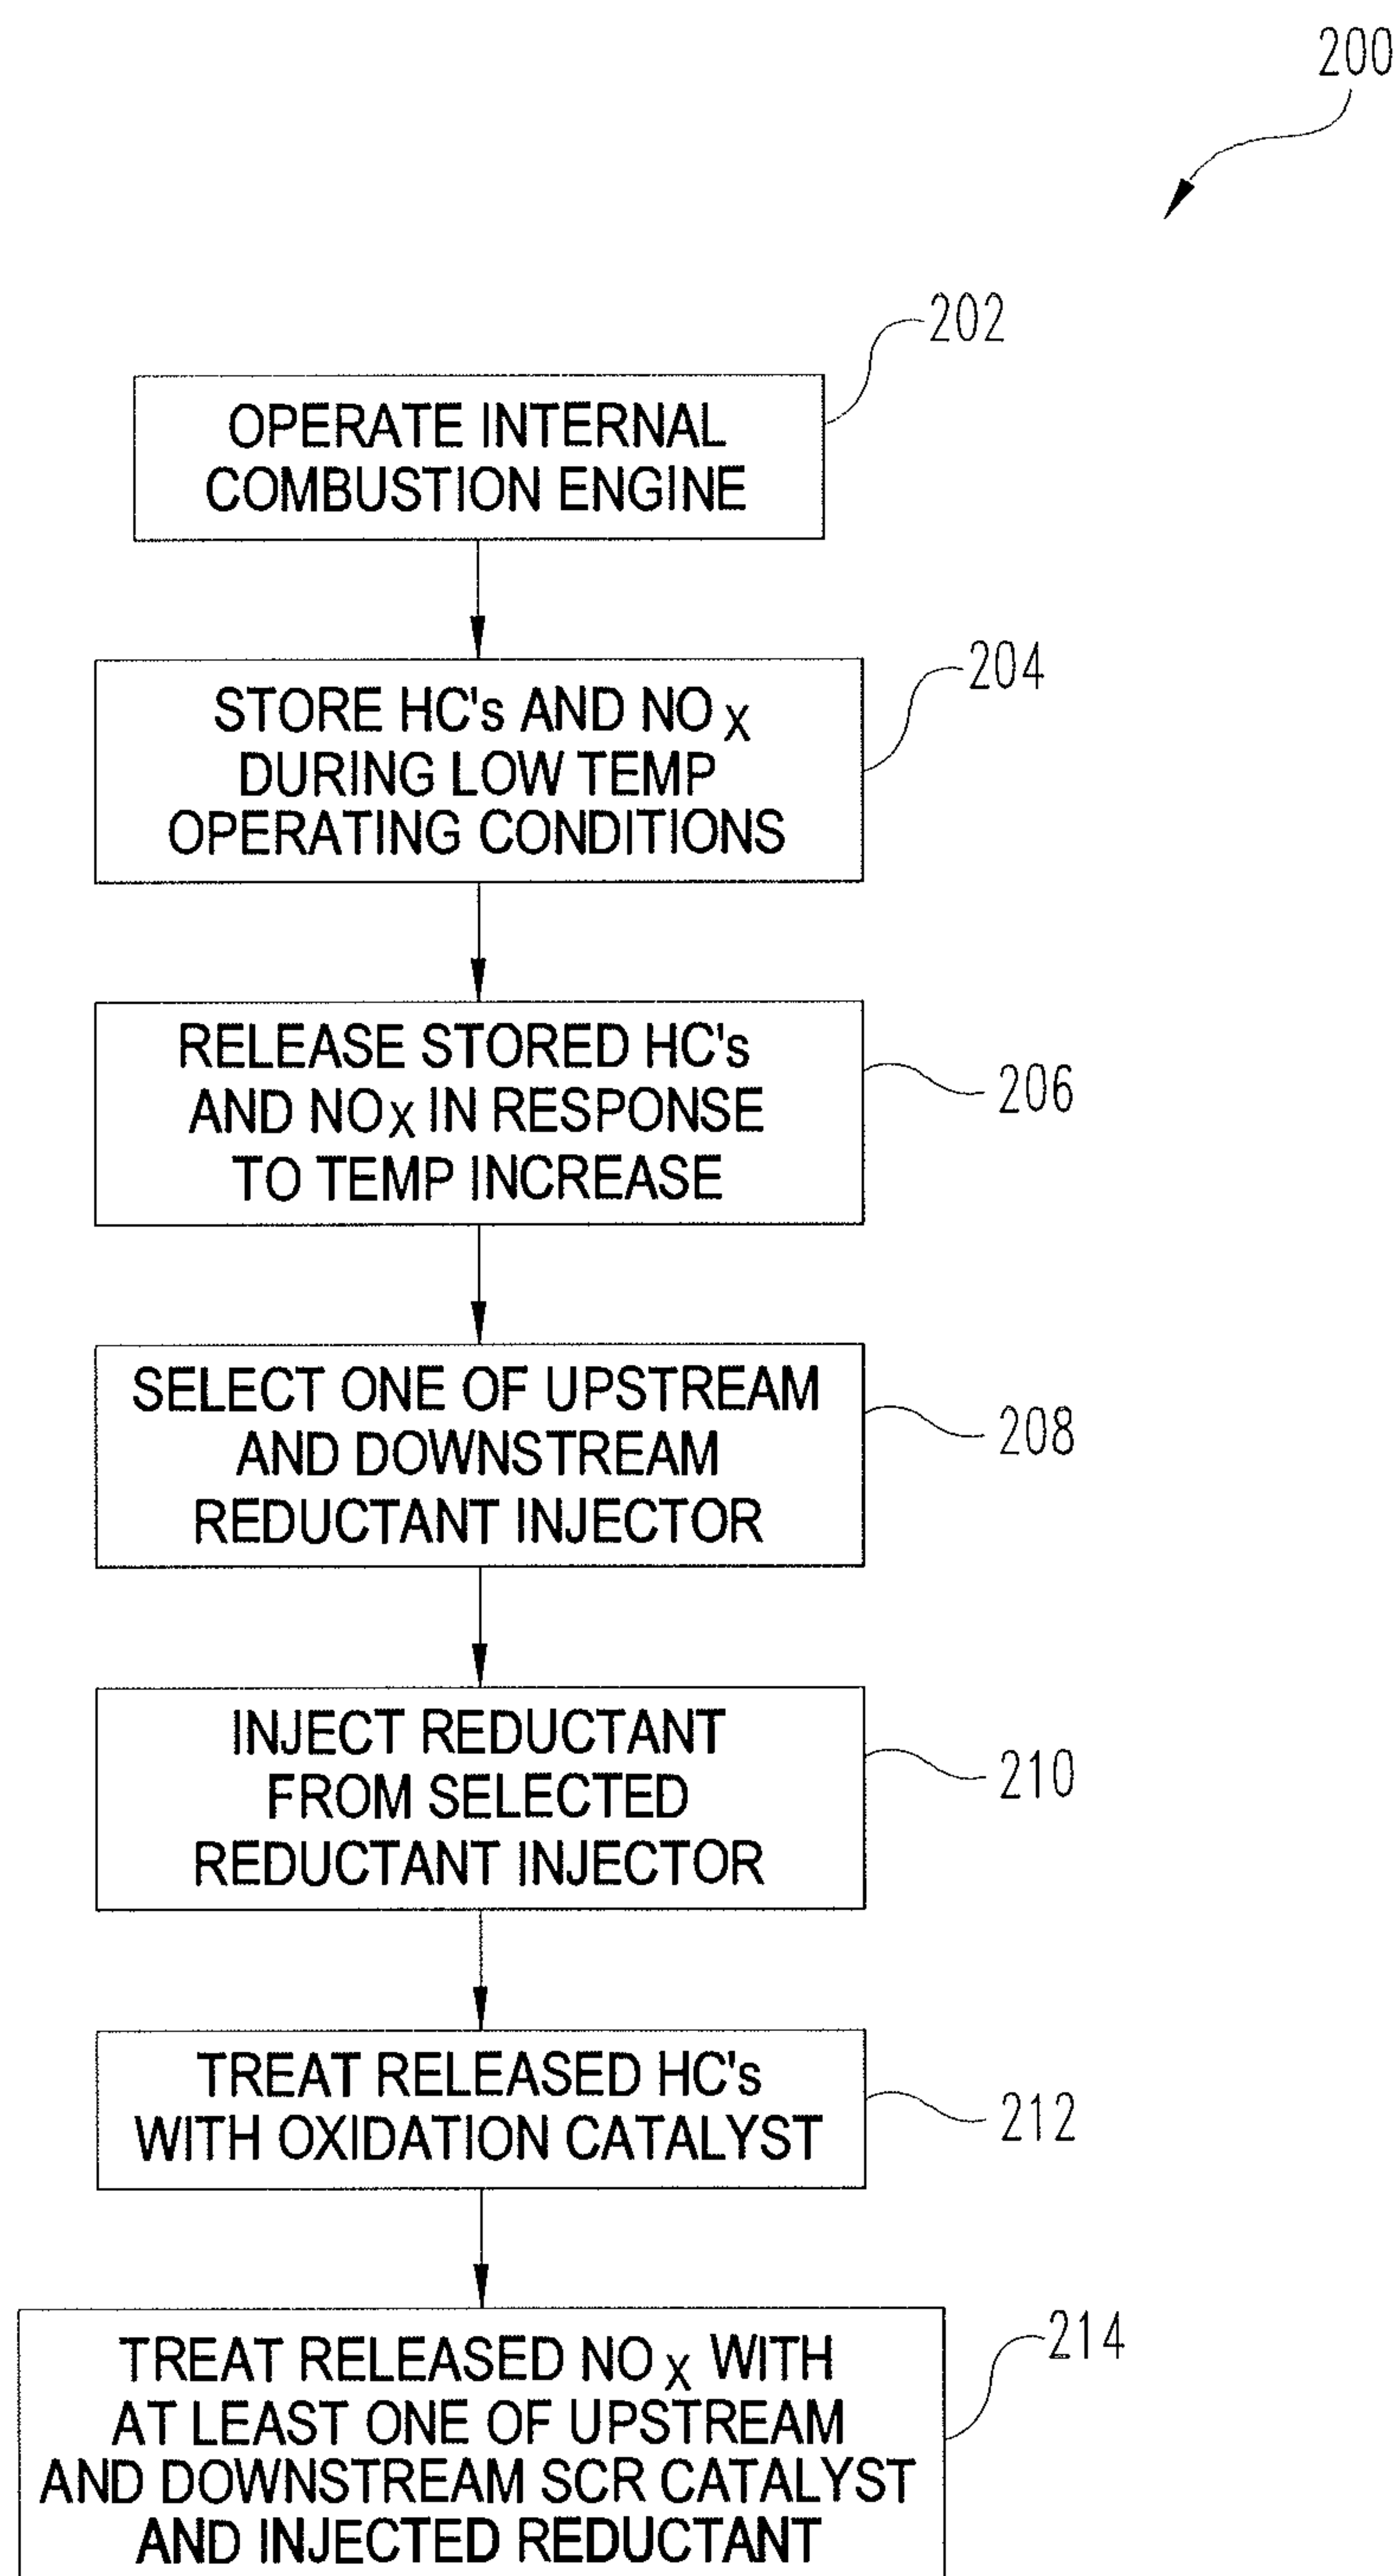 200
202
OPERATE INTERNAL
COMBUSTION ENGINE
204
STORE HC's AND NOX
DURING LOW TEMP
OPERATING CONDITIONS
RELEASE STORED HC's
AND NOX IN RESPONSE
TO TEMP INCREASE
206
SELECT ONE OF UPSTREAM
AND DOWNSTREAM
REDUCTANT INJECTOR
208
INJECT REDUCTANT
FROM SELECTED
REDUCTANT INJECTOR
210
TREAT RELEASED HC's
WITH OXIDATION CATALYST
212
214
TREAT RELEASED NOX WITH
AT LEAST ONE OF UPSTREAM
AND DOWNSTREAM SCR CATALYST
AND INJECTED REDUCTANT